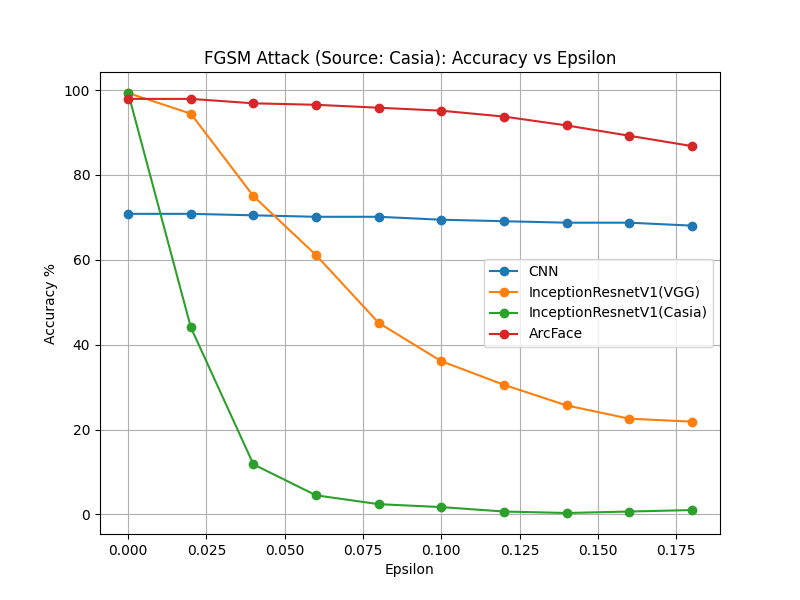 FGSM Attack (Source: Casia): Accuracy vs Epsilon
100
80
60
40
20
0
Accuracy %
CNN
InceptionResnetV1(VGG)
InceptionResnetV1(Casia)
ArcFace
0.000 0.025 0.050 0.075 0.100 0.125 0.150 0.175
Epsilon